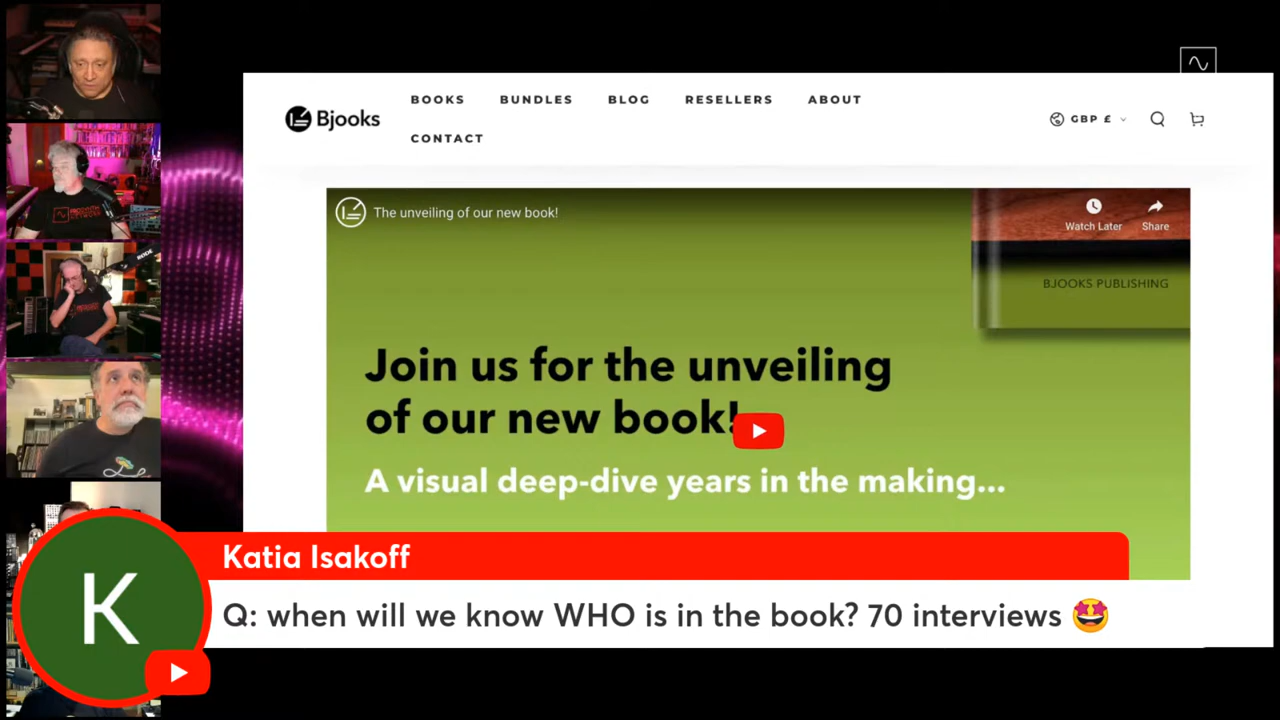 BOOKS BUNDLES BLOG RESELLERS ABOUT
Bjooks
GBP £
CONTACT
The unveiling of our new book!
Watch Later Share
BJOOKS PUBLISHING
Join us for the unveiling
of our new book!
A visual deep-dive years in the making...
Katia Isakoff
K
Q: when will we know WHO is in the book? 70 interviews 🤩
RODE